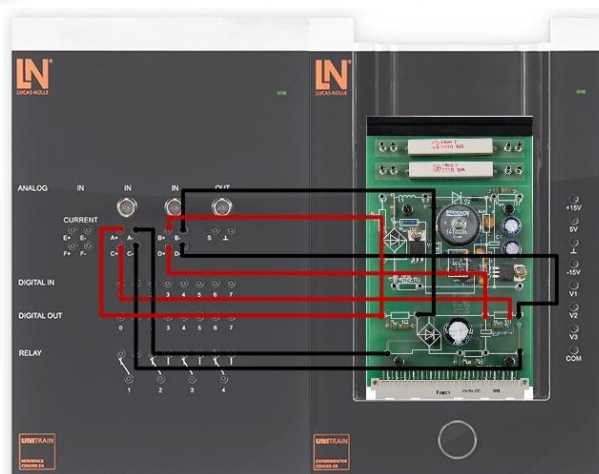 LN®
LUCAS-NÜLLE
LN®
LUCAS-NÜLLE
ANALOG IN IN IN OUT
CURRENT
E+ E- A+ A- B+ B- S ⊥
F+ F- C+ C- D+ D-
DIGITAL IN 3 4 5 6 7
DIGITAL OUT
0 3 4 5 6 7
RELAY
1 2 3 4
+15V
5V
⊥
-15V
V1
V2
V3
COM
UNITRAIN
INTERFACE
UNITRAIN
EXPERIMENTER